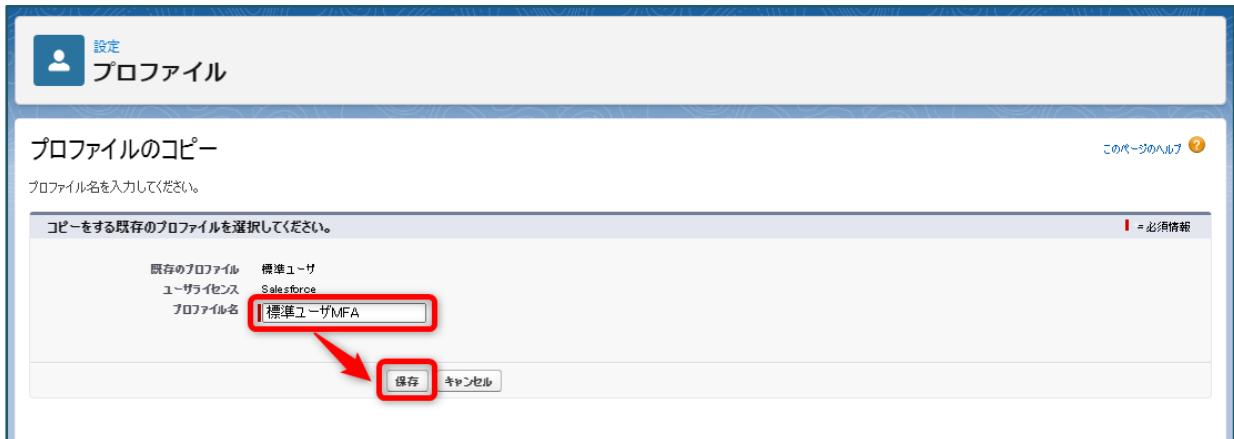 設定
プロファイル
プロファイルのコピー
このページのヘルプ
プロファイル名を入力してください。
コピーをする既存のプロファイルを選択してください。
= 必須情報
既存のプロファイル 標準ユーザ
ユーザライセンス Salesforce
プロファイル名 標準ユーザMFA
保存 キャンセル